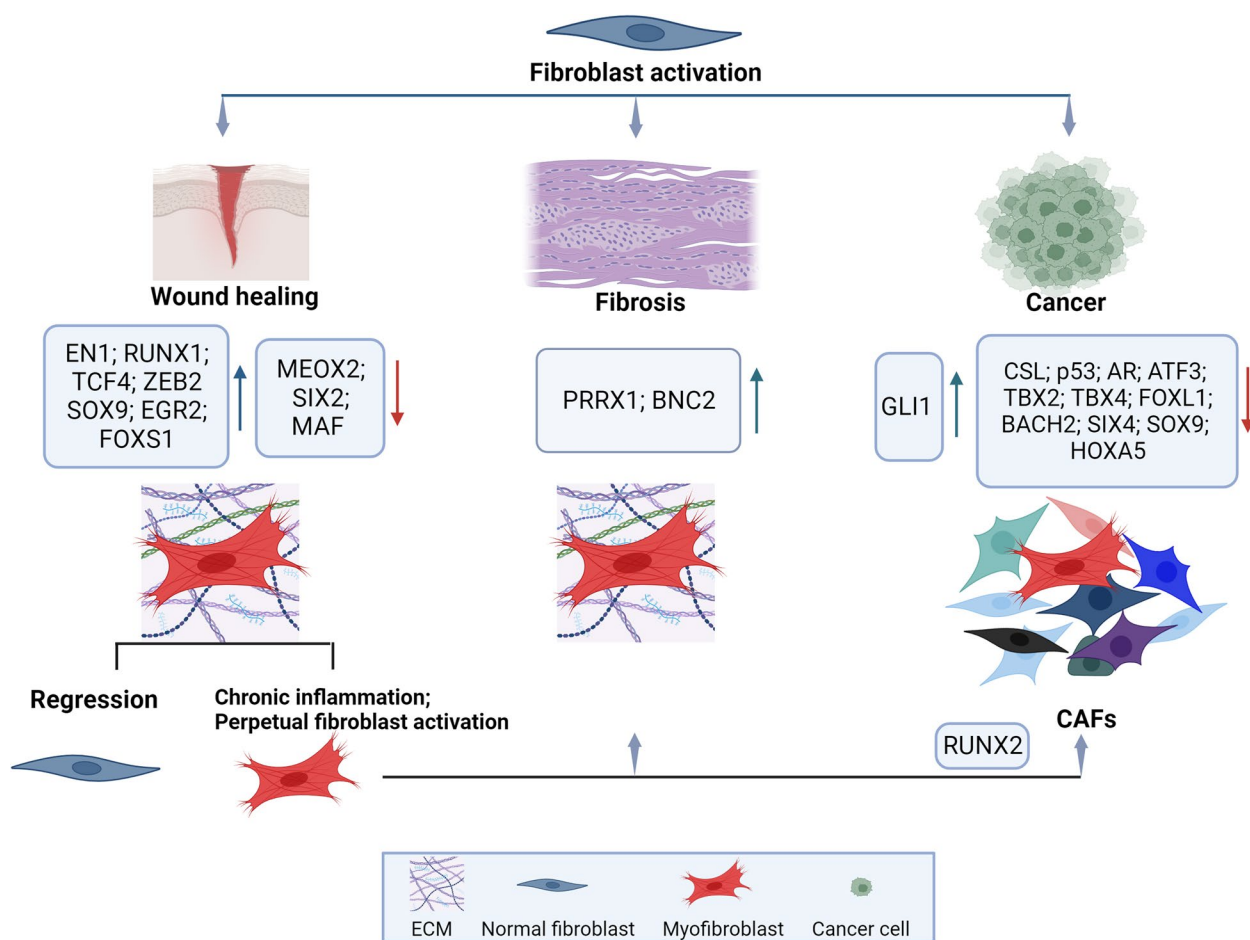 Fibroblast activation
Wound healing
Fibrosis
Cancer
EN1; RUNX1;
TCF4; ZEB2
SOX9; EGR2;
FOXS1
MEOX2;
SIX2;
MAF
PRRX1; BNC2
GLI1
CSL; p53; AR; ATF3;
TBX2; TBX4; FOXL1;
BACH2; SIX4; SOX9;
HOXA5
Regression
Chronic inflammation;
Perpetual fibroblast activation
CAFs
RUNX2
ECM
Normal fibroblast
Myofibroblast
Cancer cell